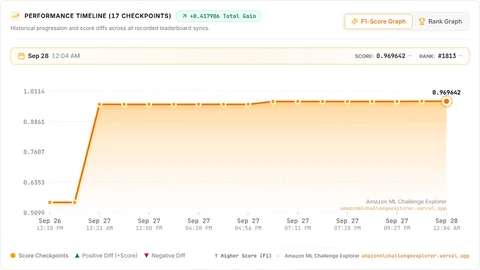 PERFORMANCE TIMELINE (17 CHECKPOINTS)
+0.417986 Total Gain
Historical progression and score diffs across all recorded leaderboard syncs.
F1-Score Graph
Rank Graph
Sep 28 12:04 AM
SCORE: 0.969642 -
RANK: #1813 -
1.0114
0.8861
0.7607
0.6353
0.5099
0.969642
Amazon ML Challenge Explorer
amazonmlchallengeexplorer.vercel.app
Sep 26 Sep 27 Sep 27 Sep 27 Sep 27 Sep 27 Sep 27 Sep 27 Sep 28
12:10 PM 12:21 AM 12:00 PM 04:20 PM 04:56 PM 07:11 PM 07:28 PM 09:27 PM 12:04 AM
Score Checkpoints
Positive Diff (+Score)
Negative Diff
↑ Higher Score (F1)
Amazon ML Challenge Explorer amazonmlchallengeexplorer.vercel.app